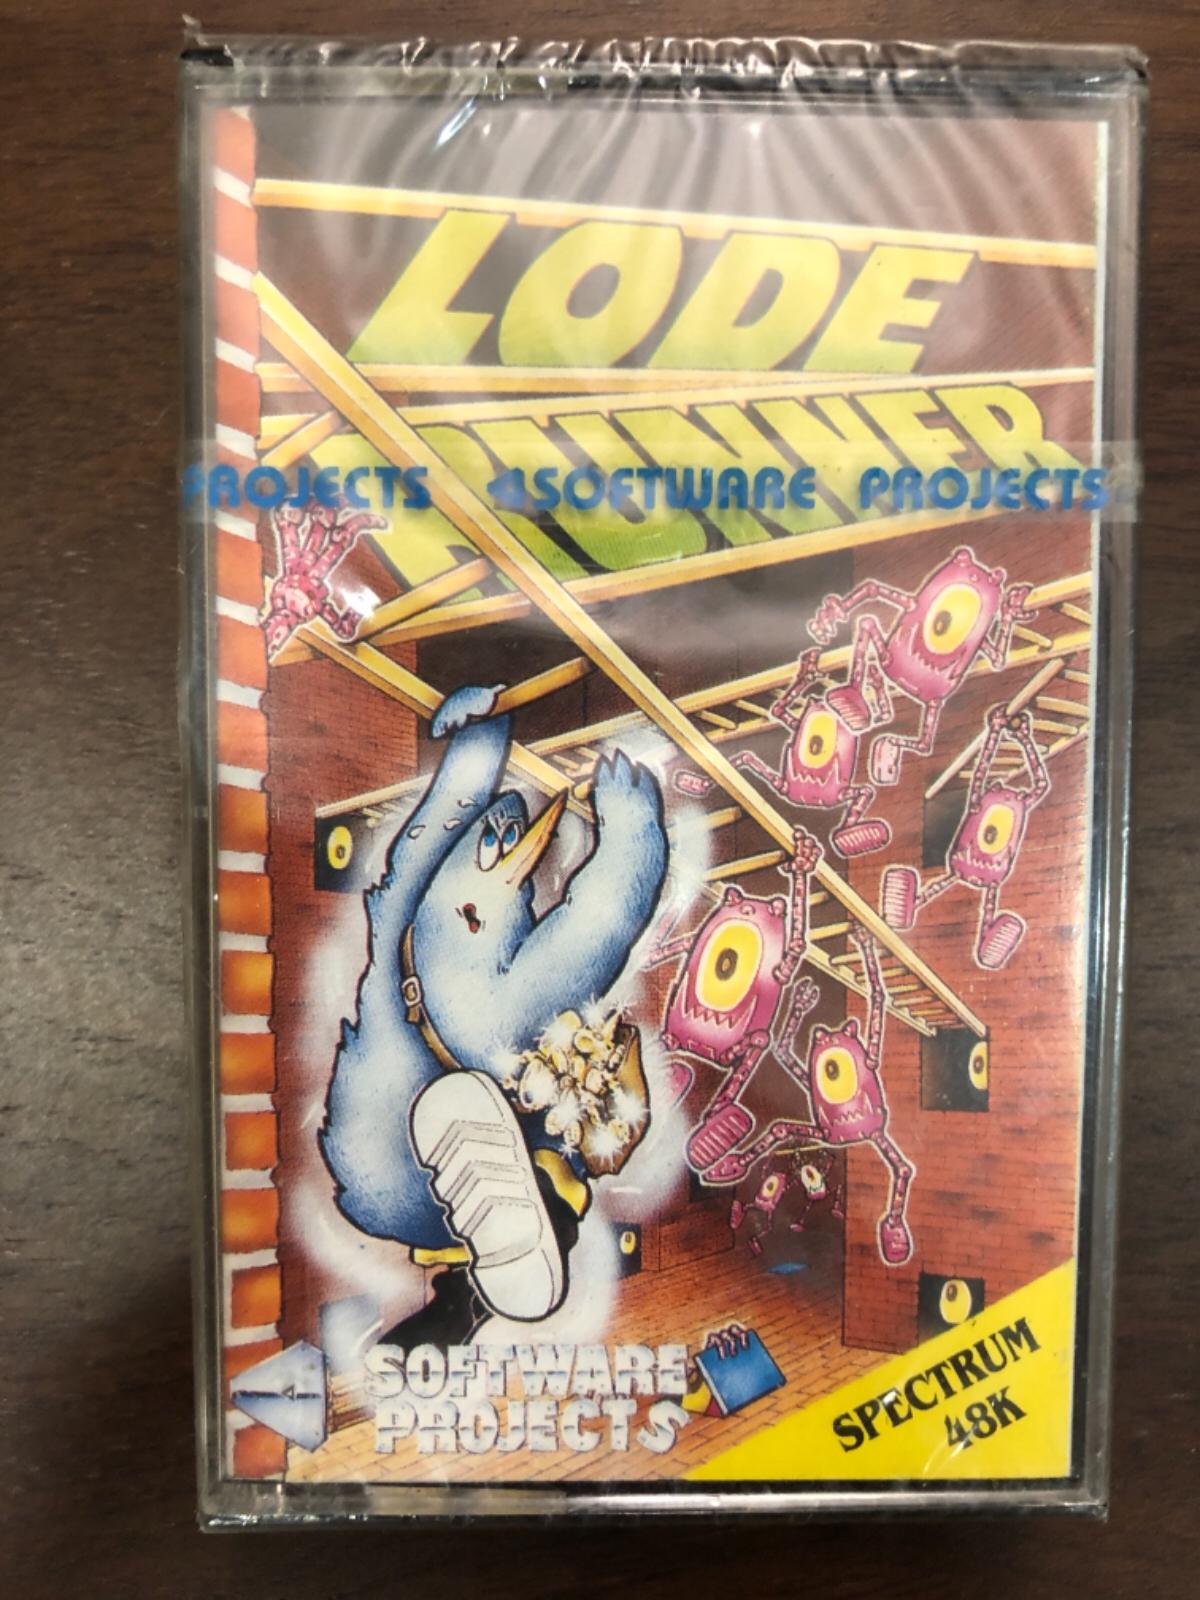 LODE
RUNNER
PROJECTS SOFTWARE PROJECTS
SOFTWARE
PROJECTS
SPECTRUM
48K